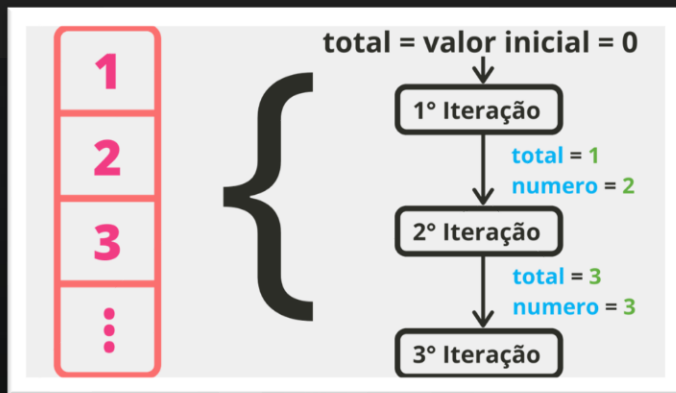 1
2
3
total = valor inicial = 0
1° Iteração
total = 1
numero = 2
2° Iteração
total = 3
numero = 3
3° Iteração